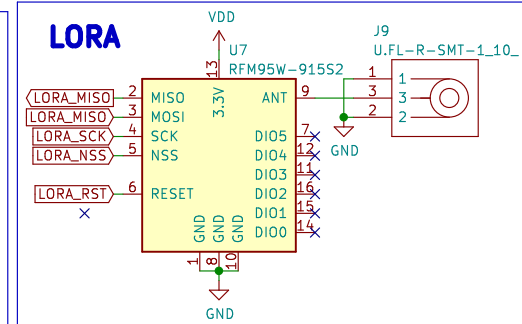 LORA
VDD
U7
RFM95W-915S2
J9
U.FL-R-SMT-1_10_
13
3.3V
LORA_MISO 2 MISO ANT 9
LORA_MISO 3 MOSI
LORA_SCK 4 SCK DIO5 7
LORA_NSS 5 NSS DIO4 12
DIO3 11
LORA_RST 6 RESET DIO2 16
DIO1 15
DIO0 14
GND GND GND
1 8 10
GND
1 1
3 3
2 2
GND